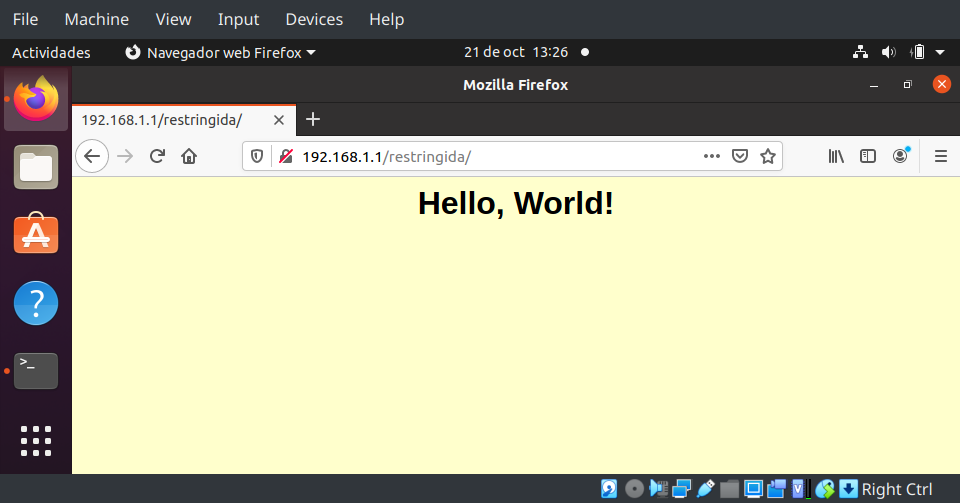 File Machine View Input Devices Help
Actividades Navegador web Firefox 21 de oct 13:26
Mozilla Firefox
192.168.1.1/restringida/
192.168.1.1/restringida/
Hello, World!
Right Ctrl